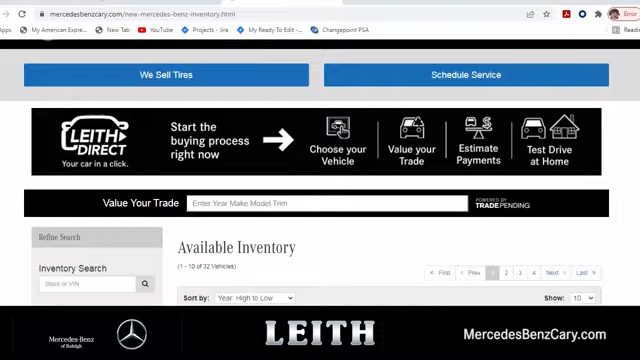 mercedesbenzcary.com/new-mercedes-benz-inventory.html
Error
Apps
My American Expre...
New Tab
YouTube
Projects - Jira
My Ready To Edit -...
Changepoint PSA
We Sell Tires
Schedule Service
LEITH
DIRECT
Your car in a click.
Start the
buying process
right now
Choose your
Vehicle
Value your
Trade
Estimate
Payments
Test Drive
at Home
Value Your Trade
Enter Year Make Model Trim
POWERED BY
TRADEPENDING
Refine Search
Available Inventory
(1 - 10 of 32 Vehicles)
Inventory Search
Stock or VIN
« First
‹ Prev
1
2
3
4
Next ›
Last »
Sort by:
Year: High to Low
Show:
10
Mercedes-Benz
of Raleigh
LEITH
MercedesBenzCary.com